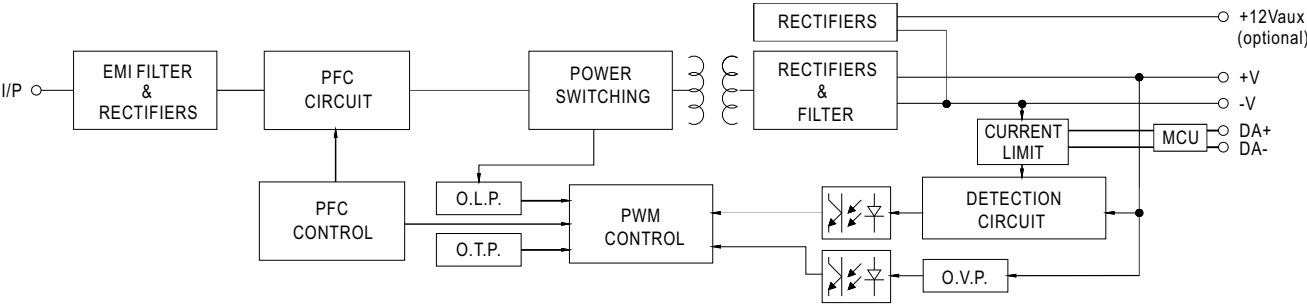 RECTIFIERS
+12Vaux
(optional)
I/P
EMI FILTER
&
RECTIFIERS
PFC
CIRCUIT
POWER
SWITCHING
RECTIFIERS
&
FILTER
+V
-V
CURRENT
LIMIT
MCU
DA+
DA-
PFC
CONTROL
O.L.P.
O.T.P.
PWM
CONTROL
DETECTION
CIRCUIT
O.V.P.